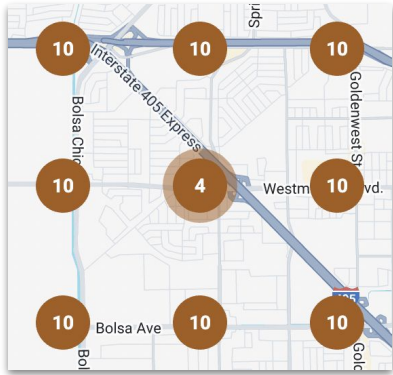 Spri
10 10 10
Interstate 405 Express
Bolsa Chic
Goldenwest St
10 4 10
Westm vd.
405
10 10 10
Bolsa Ave
Bol
Gold